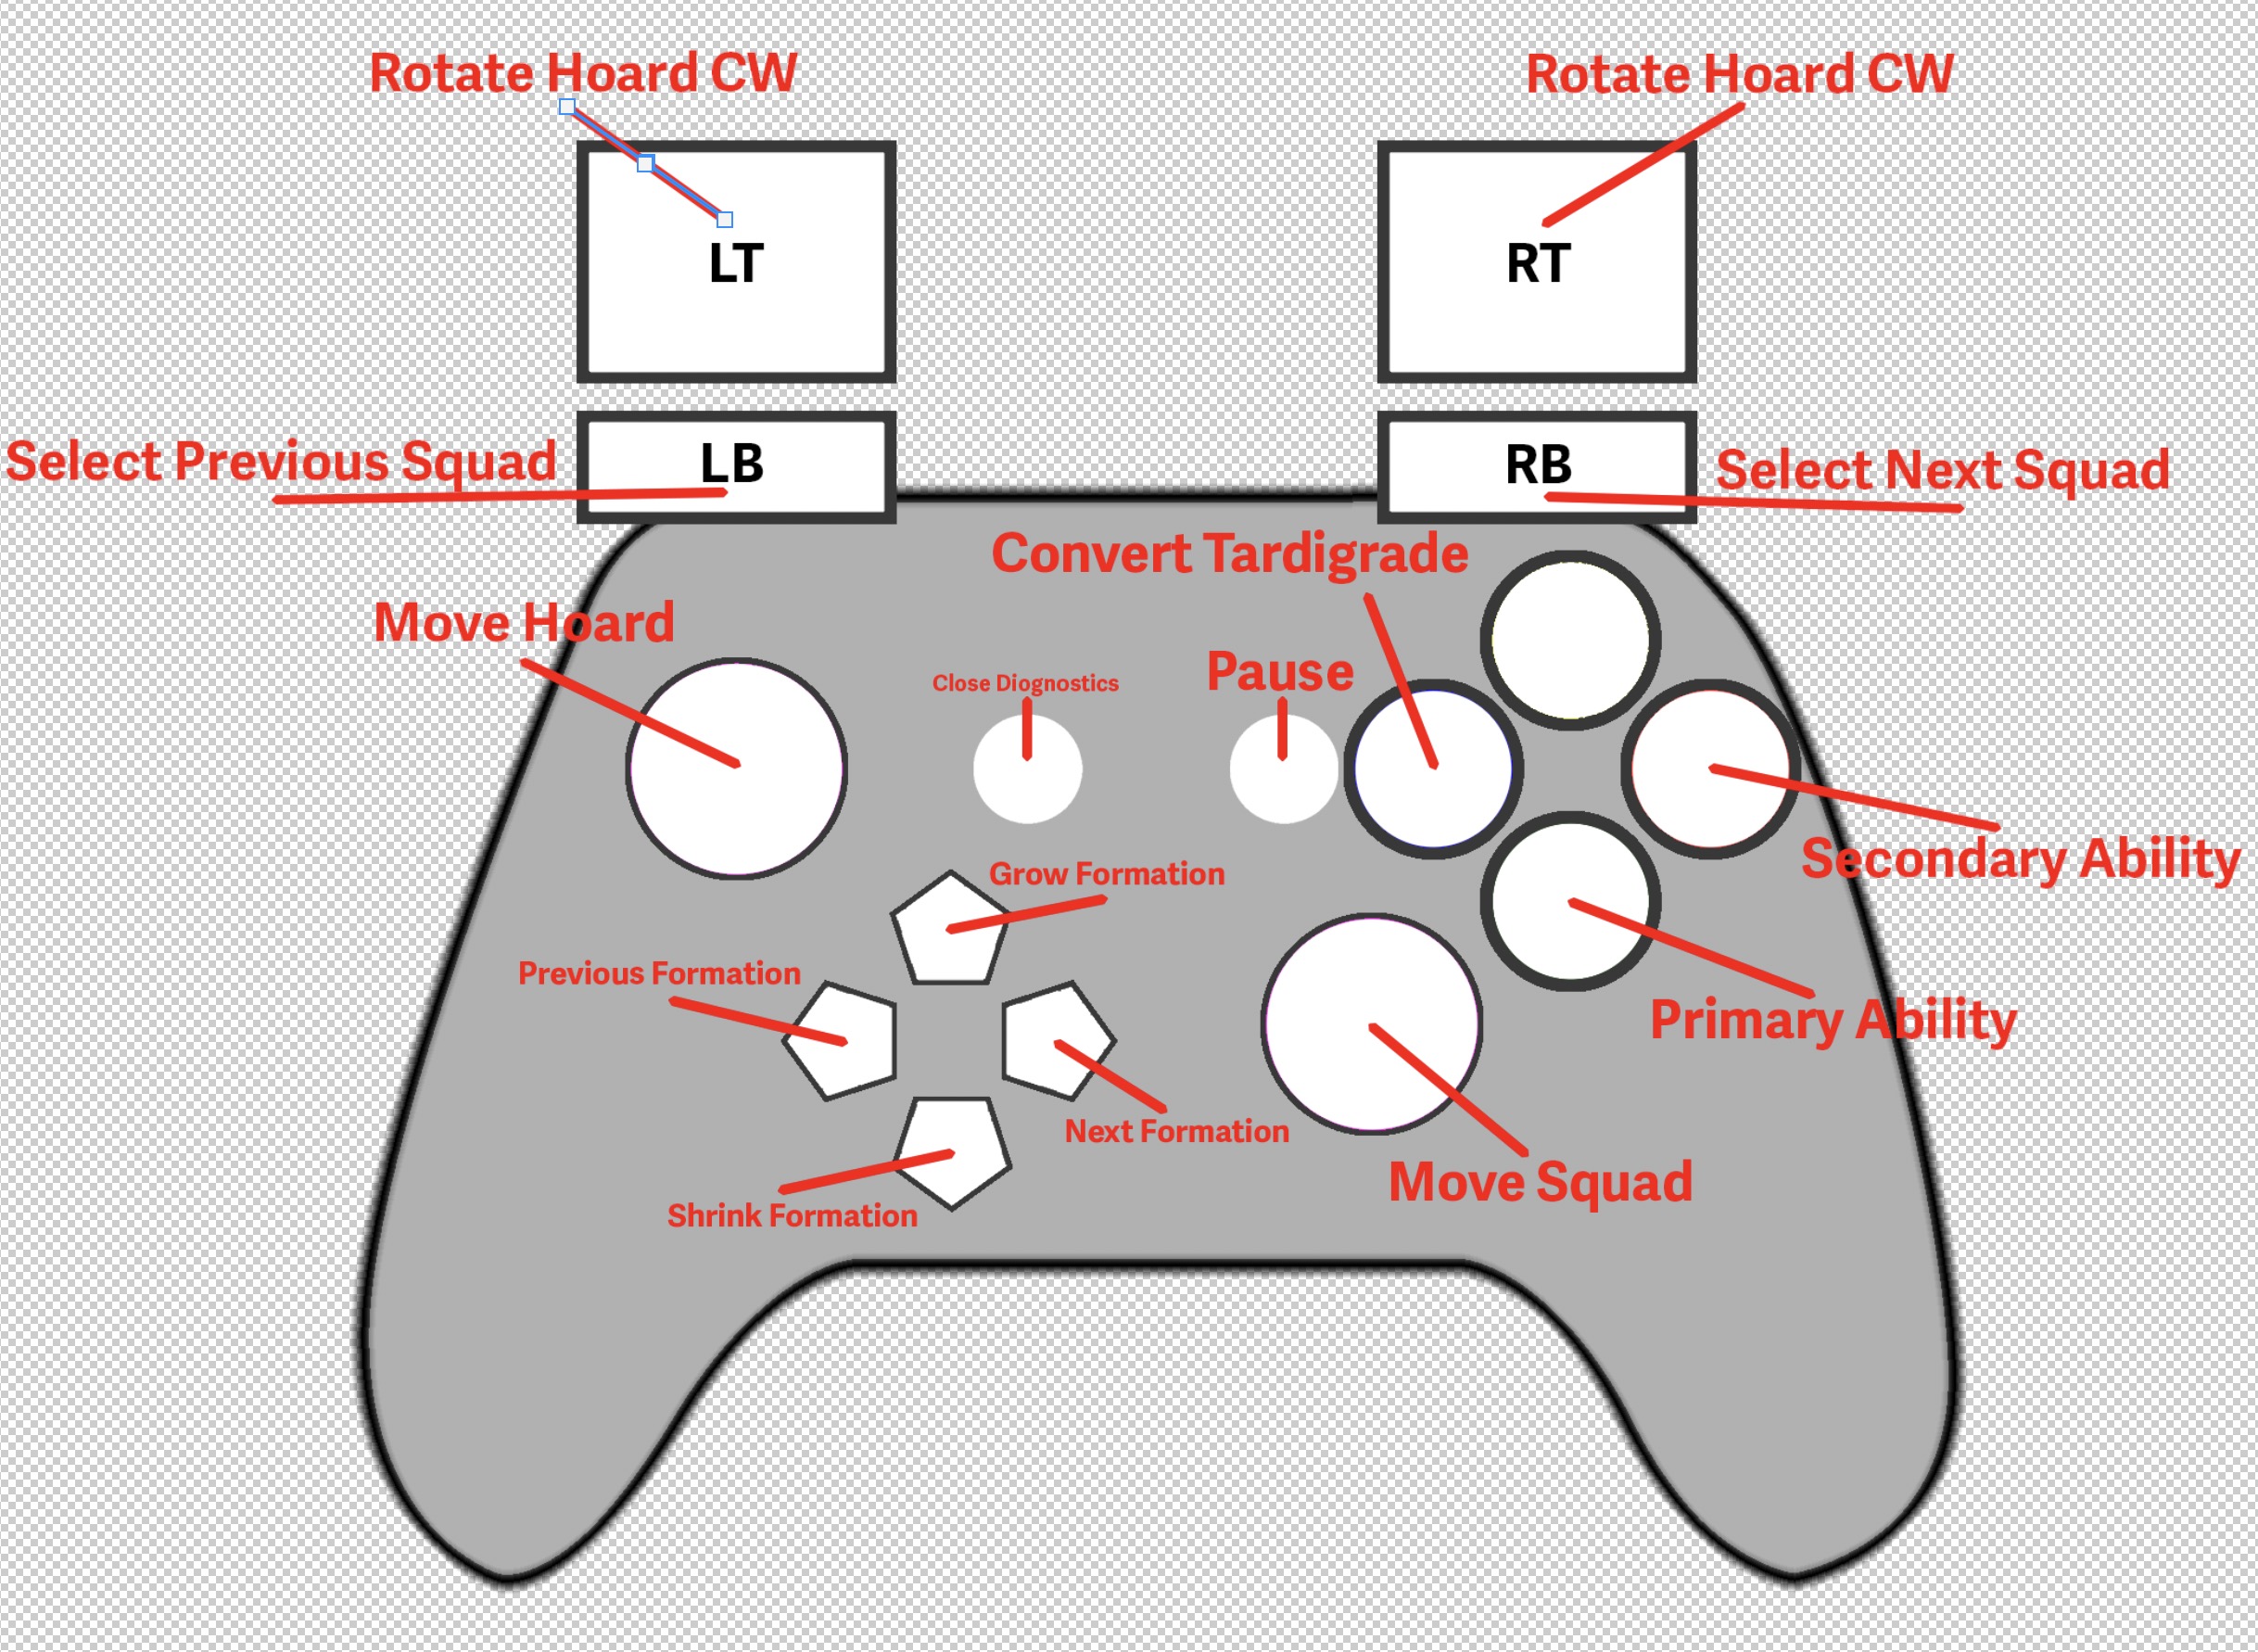 Rotate Hoard CW
Rotate Hoard CW
LT
RT
Select Previous Squad
LB
RB
Select Next Squad
Convert Tardigrade
Move Hoard
Close Diognostics
Pause
Secondary Ability
Grow Formation
Previous Formation
Primary Ability
Next Formation
Move Squad
Shrink Formation